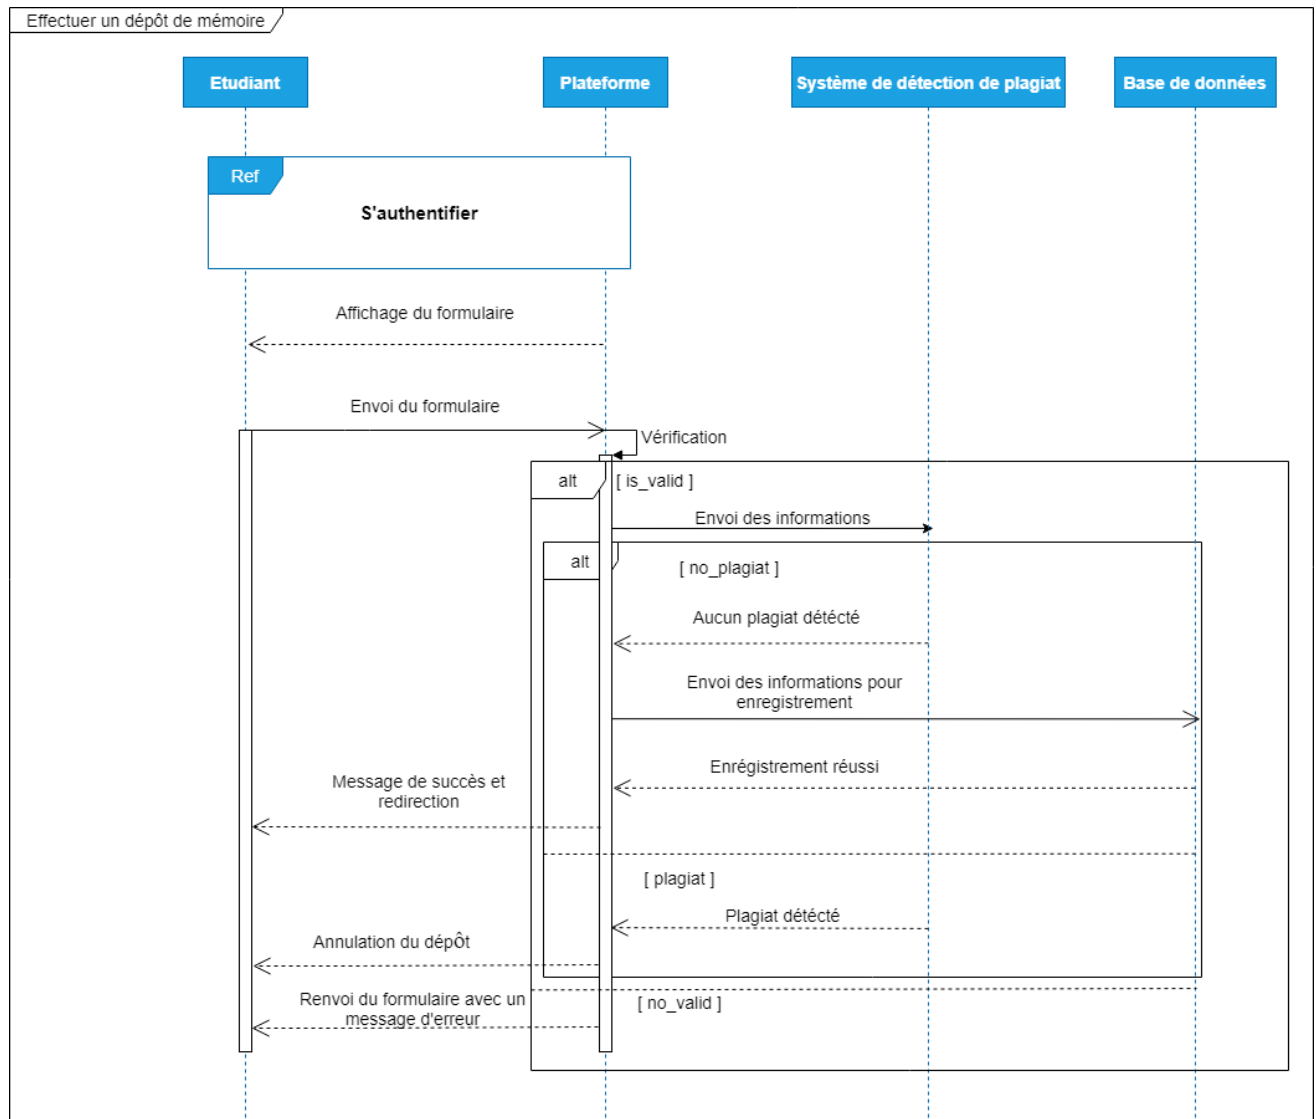 Effectuer un dépôt de mémoire
Etudiant
Plateforme
Système de détection de plagiat
Base de données
Ref
S'authentifier
Affichage du formulaire
Envoi du formulaire
Vérification
alt
[ is_valid ]
Envoi des informations
alt
[ no_plagiat ]
Aucun plagiat détécté
Envoi des informations pour
enregistrement
Enrégistrement réussi
Message de succès et
redirection
[ plagiat ]
Plagiat détécté
Annulation du dépÔt
Renvoi du formulaire avec un
message d'erreur
[ no_valid ]